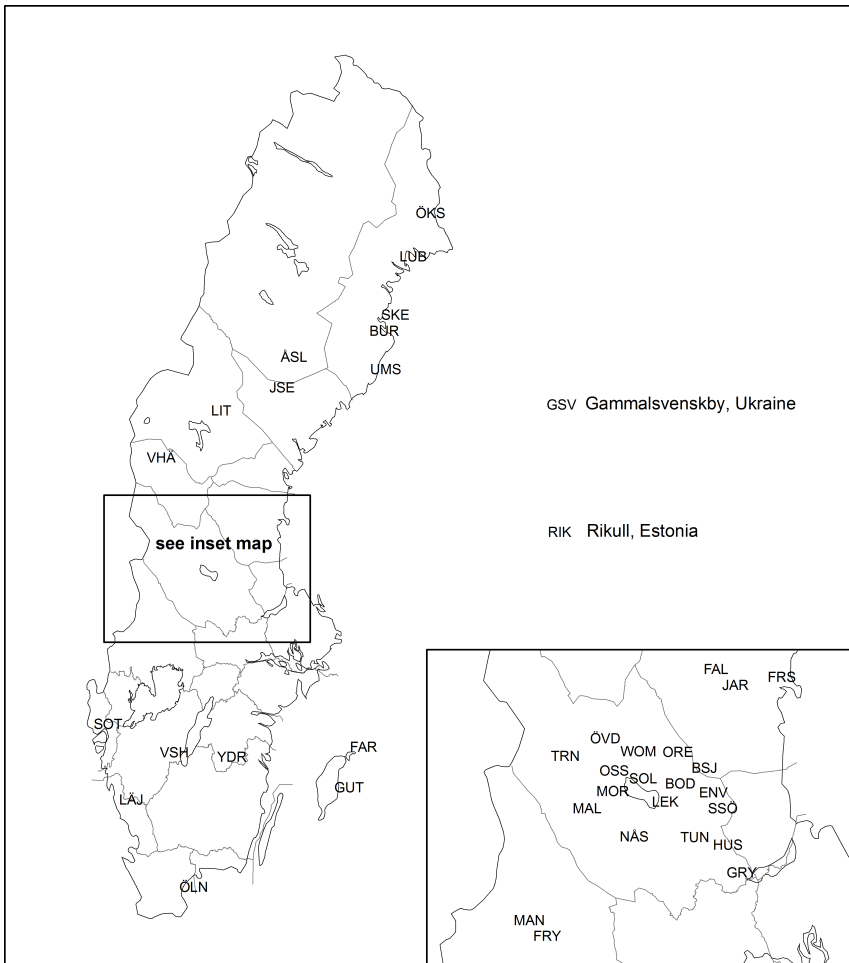 ÖKS
LUB
SKE
BUR
ÅSL
UMS
JSE
LIT
GSV Gammalsvenskby, Ukraine
VHÄ
RIK Rikull, Estonia
see inset map
SOT
VSH
YDR
FAR
GUT
LÄJ
ÖLN
FAL
JAR
FRS
ÖVD
WOM
ORE
TRN
BSJ
OSS
SOL
BOD
MOR
ENV
LEK
MAL
SSÖ
NÅS
TUN
HUS
GRY
MAN
FRY